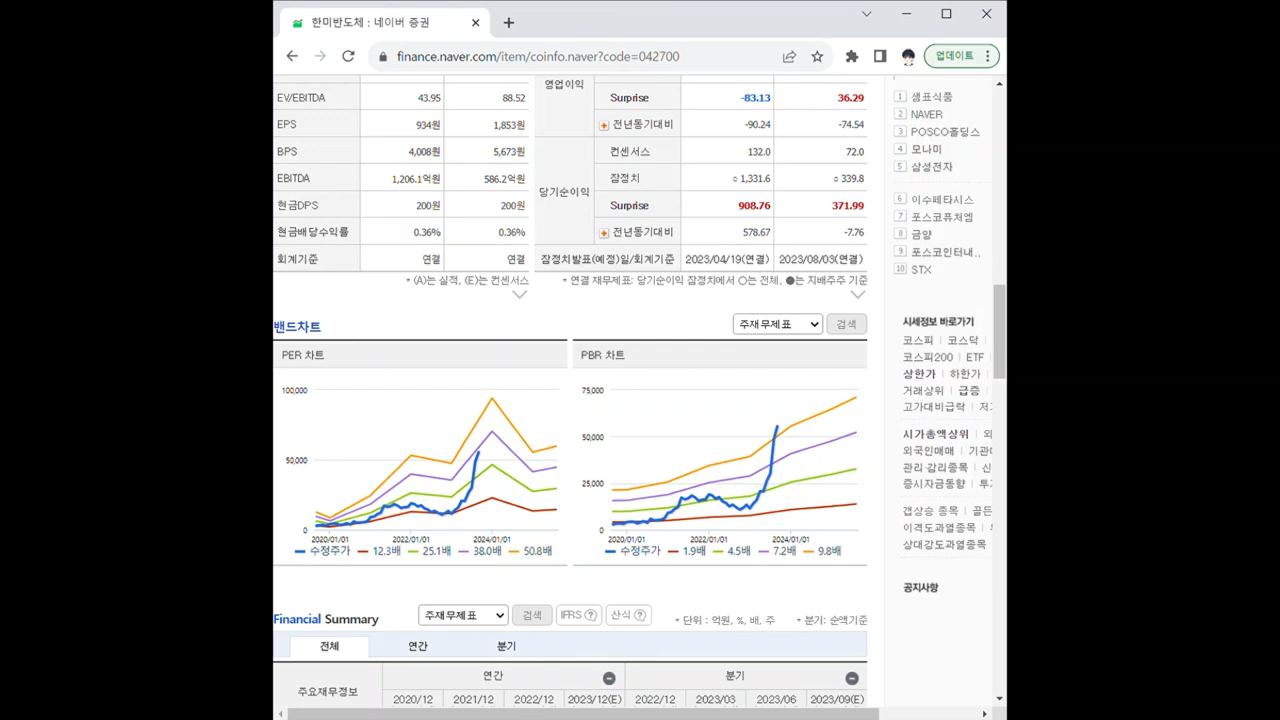 한미반도체 : 네이버 증권
finance.naver.com/item/coinfo.naver?code=042700
업데이트
EV/EBITDA 43.95 88.52
EPS 934원 1,853원
BPS 4,008원 5,673원
EBITDA 1,206.1억원 586.2억원
현금DPS 200원 200원
현금배당수익률 0.36% 0.36%
회계기준 연결 연결
* (A)는 실적, (E)는 컨센서스
영업이익 Surprise -83.13 36.29
전년동기대비 -90.24 -74.54
당기순이익 컨센서스 132.0 72.0
잠정치 1,331.6 339.8
Surprise 908.76 371.99
전년동기대비 578.67 -7.76
잠정치발표(예정)일/회계기준 2023/04/19(연결) 2023/08/03(연결)
* 연결 재무제표: 당기순이익 잠정치에서 ○는 전체, ●는 지배주주 기준
밴드차트 주재무제표 검색
PER 차트
100,000
50,000
0
2020/01/01 2022/01/01 2024/01/01
수정주가 12.3배 25.1배 38.0배 50.8배
PBR 차트
75,000
50,000
25,000
0
2020/01/01 2022/01/01 2024/01/01
수정주가 1.9배 4.5배 7.2배 9.8배
Financial Summary 주재무제표 검색 IFRS ? 산식 ? * 단위 : 억원, %, 배, 주 * 분기: 순액기준
전체 연간 분기
주요재무정보 연간 분기
2020/12 2021/12 2022/12 2023/12(E) 2022/12 2023/03 2023/06 2023/09(E)
1 샘표식품
2 NAVER
3 POSCO홀딩스
4 모나미
5 삼성전자
6 이수페타시스
7 포스코퓨처엠
8 금양
9 포스코인터내..
10 STX
시세정보 바로가기
코스피 코스닥
코스피200 ETF
상한가 하한가
거래상위 급증
고가대비급락
시가총액상위 외
외국인매매 기관
관리·감리종목 신
증시자금동향 투
갭상승 종목 골든
이격도과열종목
상대강도과열종목
공지사항